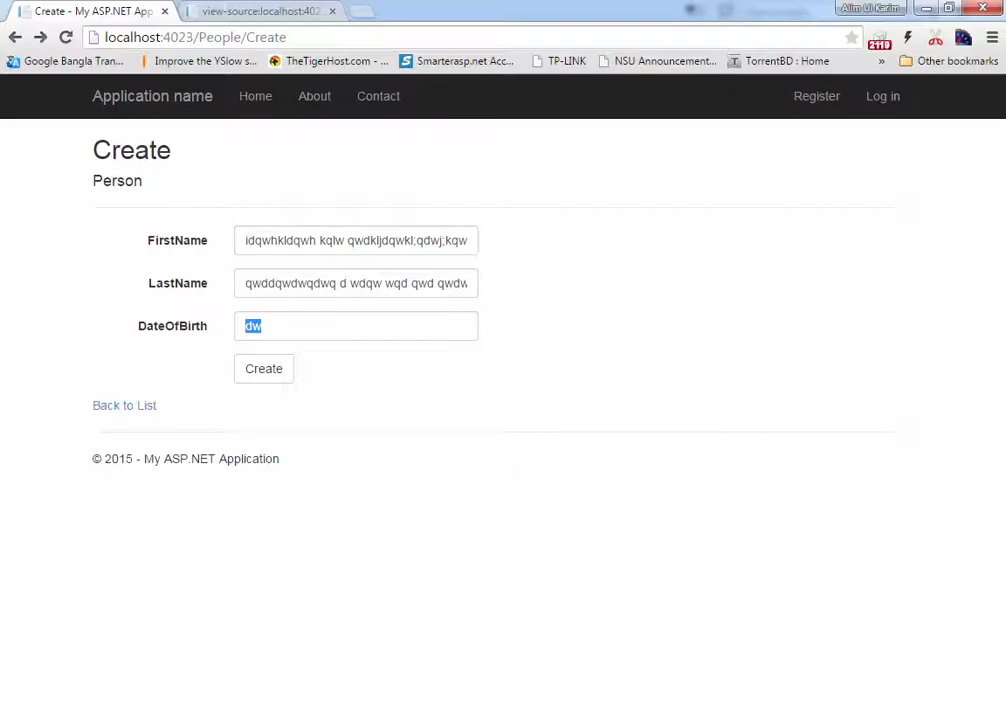 Create - My ASP.NET App
view-source:localhost:402
Alim Ul Karim
localhost:4023/People/Create
2119
Google Bangla Tran...
Improve the YSlow s...
TheTigerHost.com - ...
Smarterasp.net Acc...
TP-LINK
NSU Announcement...
TorrentBD : Home
»
Other bookmarks
Application name Home About Contact Register Log in
Create
Person
FirstName idqwhkldqwh kqlw qwdkljdqwkl;qdwj;kqw
LastName qwddqwdwqdwq d wdqw wqd qwd qwdw
DateOfBirth dw
Create
Back to List
© 2015 - My ASP.NET Application